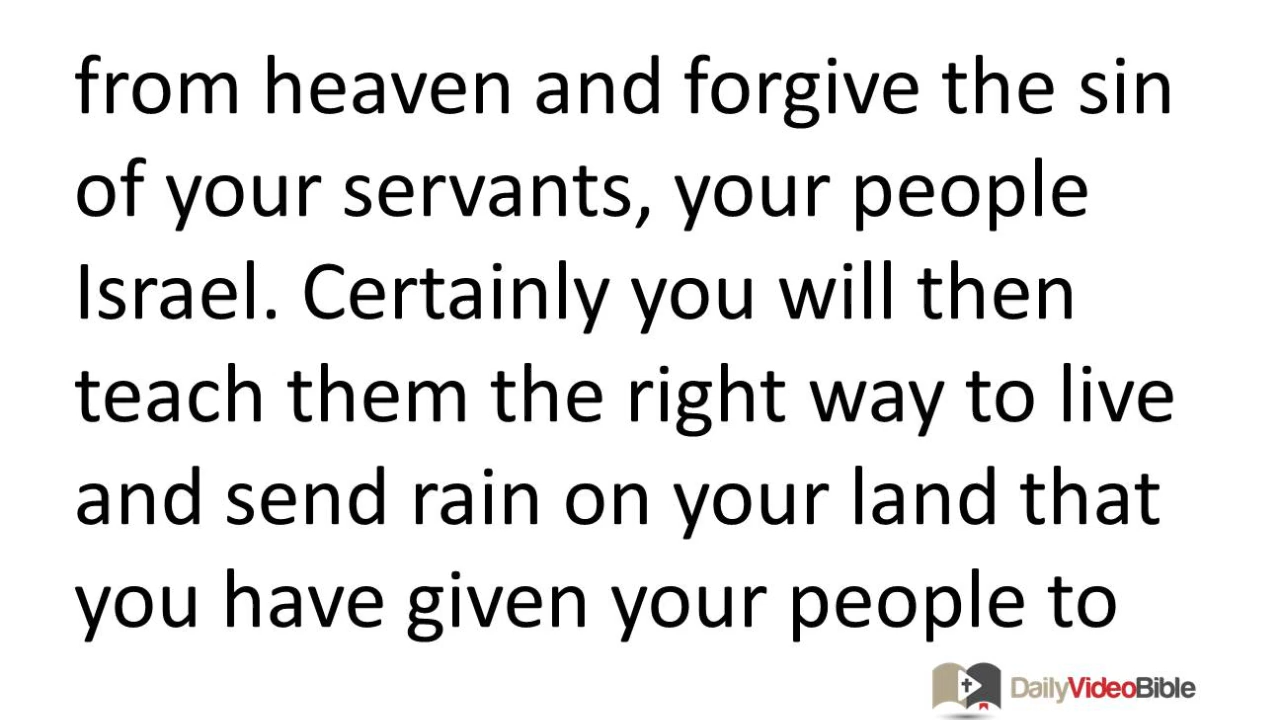 from heaven and forgive the sin
of your servants, your people
Israel. Certainly you will then
teach them the right way to live
and send rain on your land that
you have given your people to
DailyVideoBible